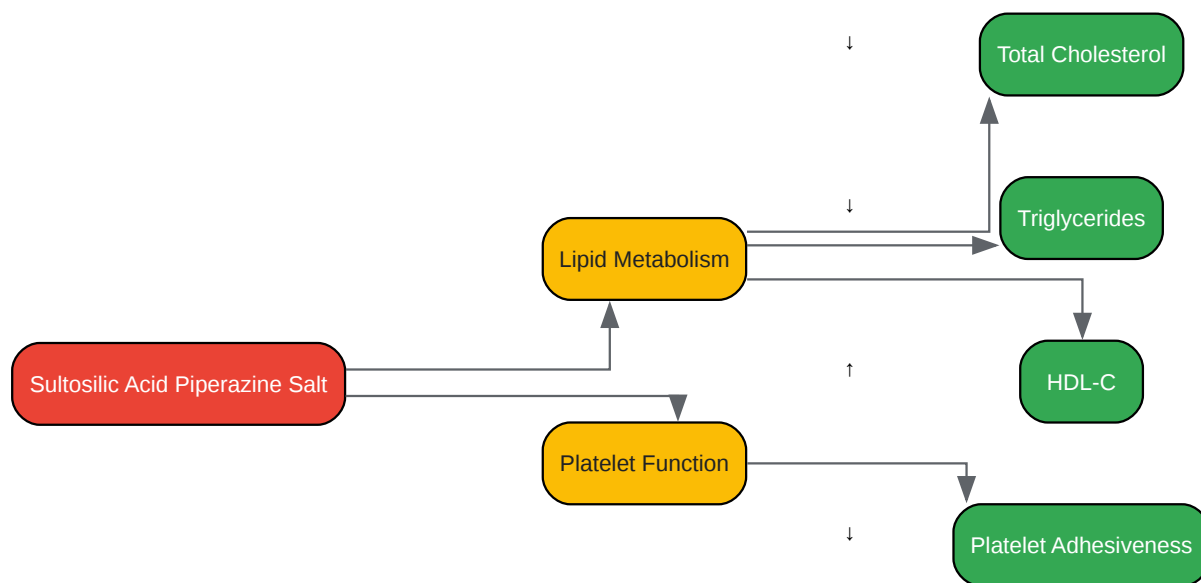 ↓
Total Cholesterol
↓
Triglycerides
Lipid Metabolism
Sultosilic Acid Piperazine Salt
↑
HDL-C
Platelet Function
↓
Platelet Adhesiveness